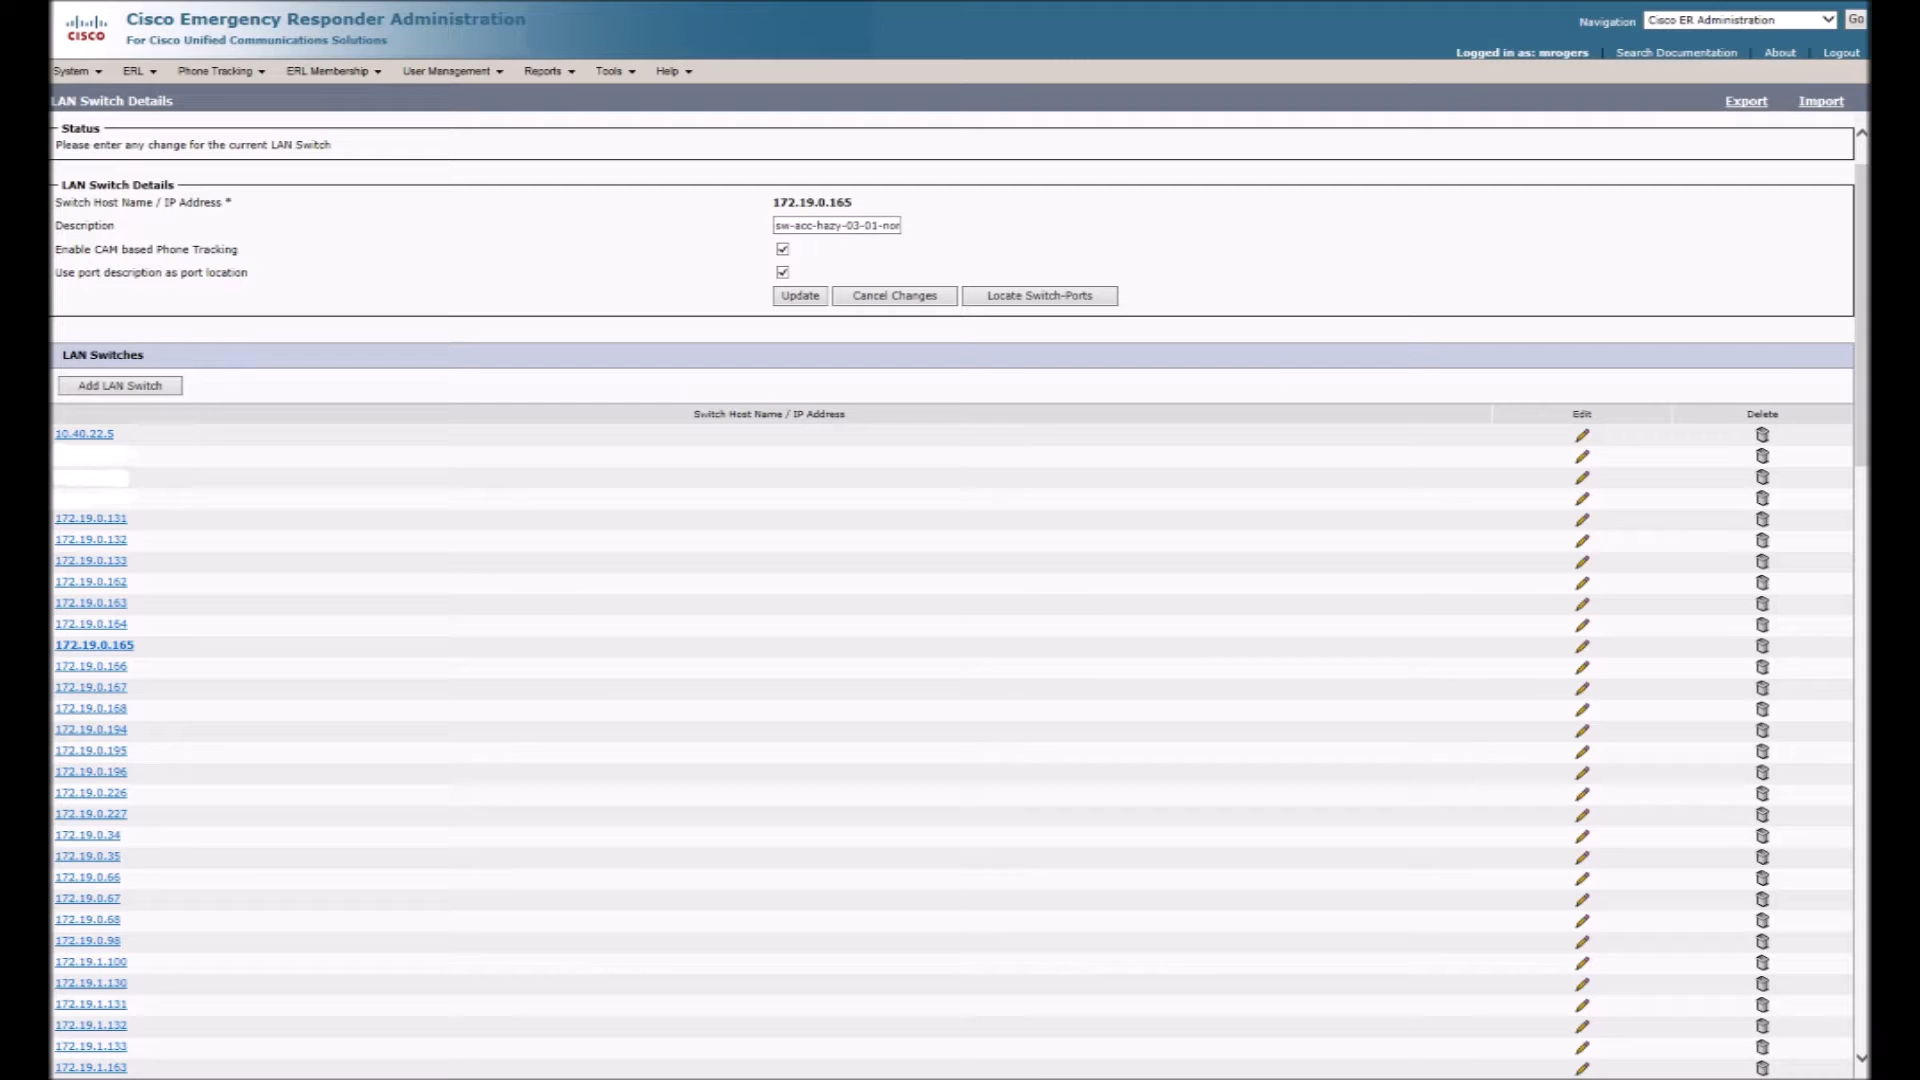 CISCO
Cisco Emergency Responder Administration
For Cisco Unified Communications Solutions
Navigation Cisco ER Administration Go
Logged in as: mrogers Search Documentation About Logout
System ERL Phone Tracking ERL Membership User Management Reports Tools Help
LAN Switch Details Export Import
Status
Please enter any change for the current LAN Switch
LAN Switch Details
Switch Host Name / IP Address * 172.19.0.165
Description sw-acc-hazy-03-01-nor
Enable CAM based Phone Tracking
Use port description as port location
Update Cancel Changes Locate Switch-Ports
LAN Switches
Add LAN Switch
Switch Host Name / IP Address Edit Delete
10.40.22.5
172.19.0.131
172.19.0.132
172.19.0.133
172.19.0.162
172.19.0.163
172.19.0.164
172.19.0.165
172.19.0.166
172.19.0.167
172.19.0.168
172.19.0.194
172.19.0.195
172.19.0.196
172.19.0.226
172.19.0.227
172.19.0.34
172.19.0.35
172.19.0.66
172.19.0.67
172.19.0.68
172.19.0.98
172.19.1.100
172.19.1.130
172.19.1.131
172.19.1.132
172.19.1.133
172.19.1.163